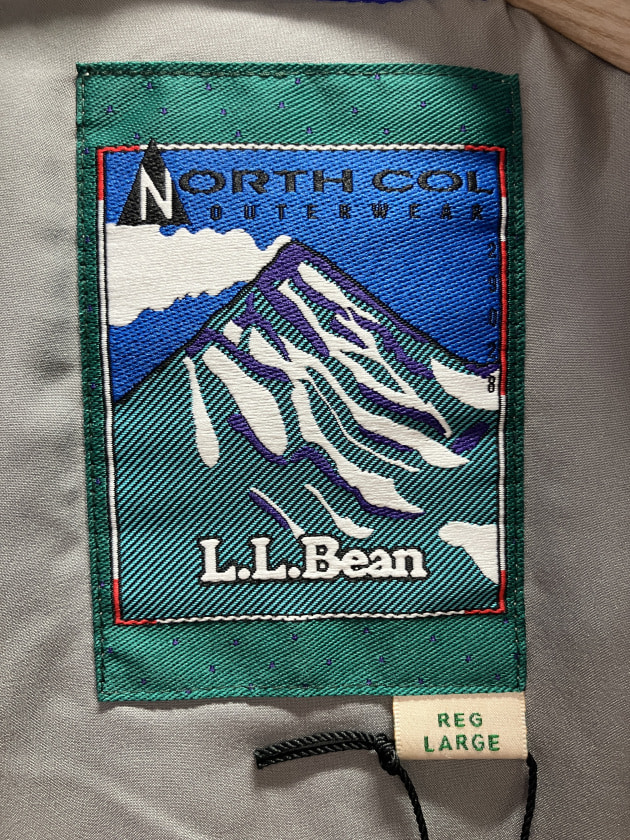 NORTH COL
OUTERWEAR
L.L.Bean
REG
LARGE